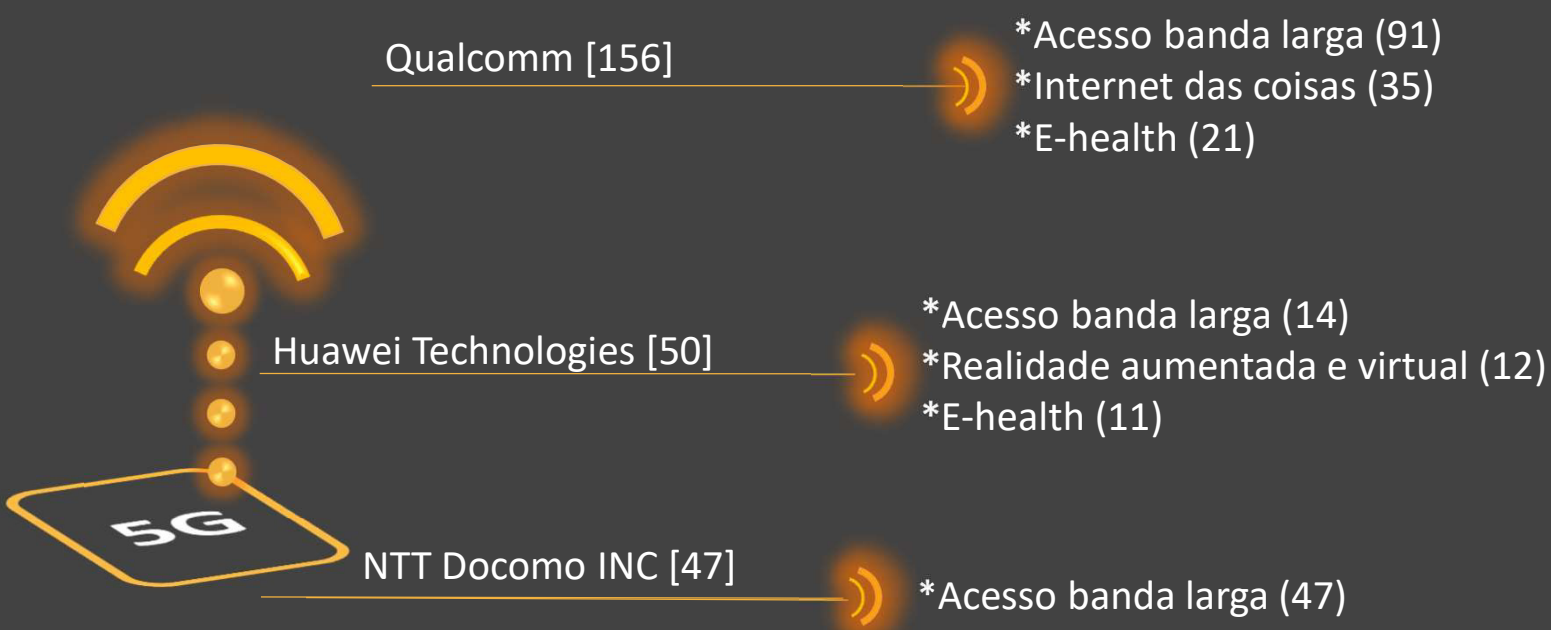 Qualcomm [156]
*Acesso banda larga (91)
*Internet das coisas (35)
*E-health (21)
Huawei Technologies [50]
*Acesso banda larga (14)
*Realidade aumentada e virtual (12)
*E-health (11)
5G
NTT Docomo INC [47]
*Acesso banda larga (47)